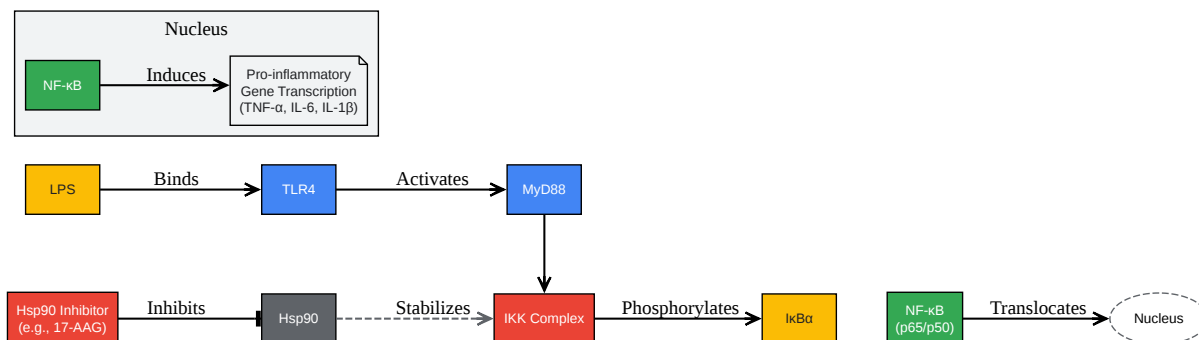 Nucleus
NF-κB
Induces
Pro-inflammatory
Gene Transcription
(TNF-α, IL-6, IL-1β)
LPS
Binds
TLR4
Activates
MyD88
Hsp90 Inhibitor
(e.g., 17-AAG)
Inhibits
Hsp90
Stabilizes
IKK Complex
Phosphorylates
IκBα
NF-κB
(p65/p50)
Translocates
Nucleus